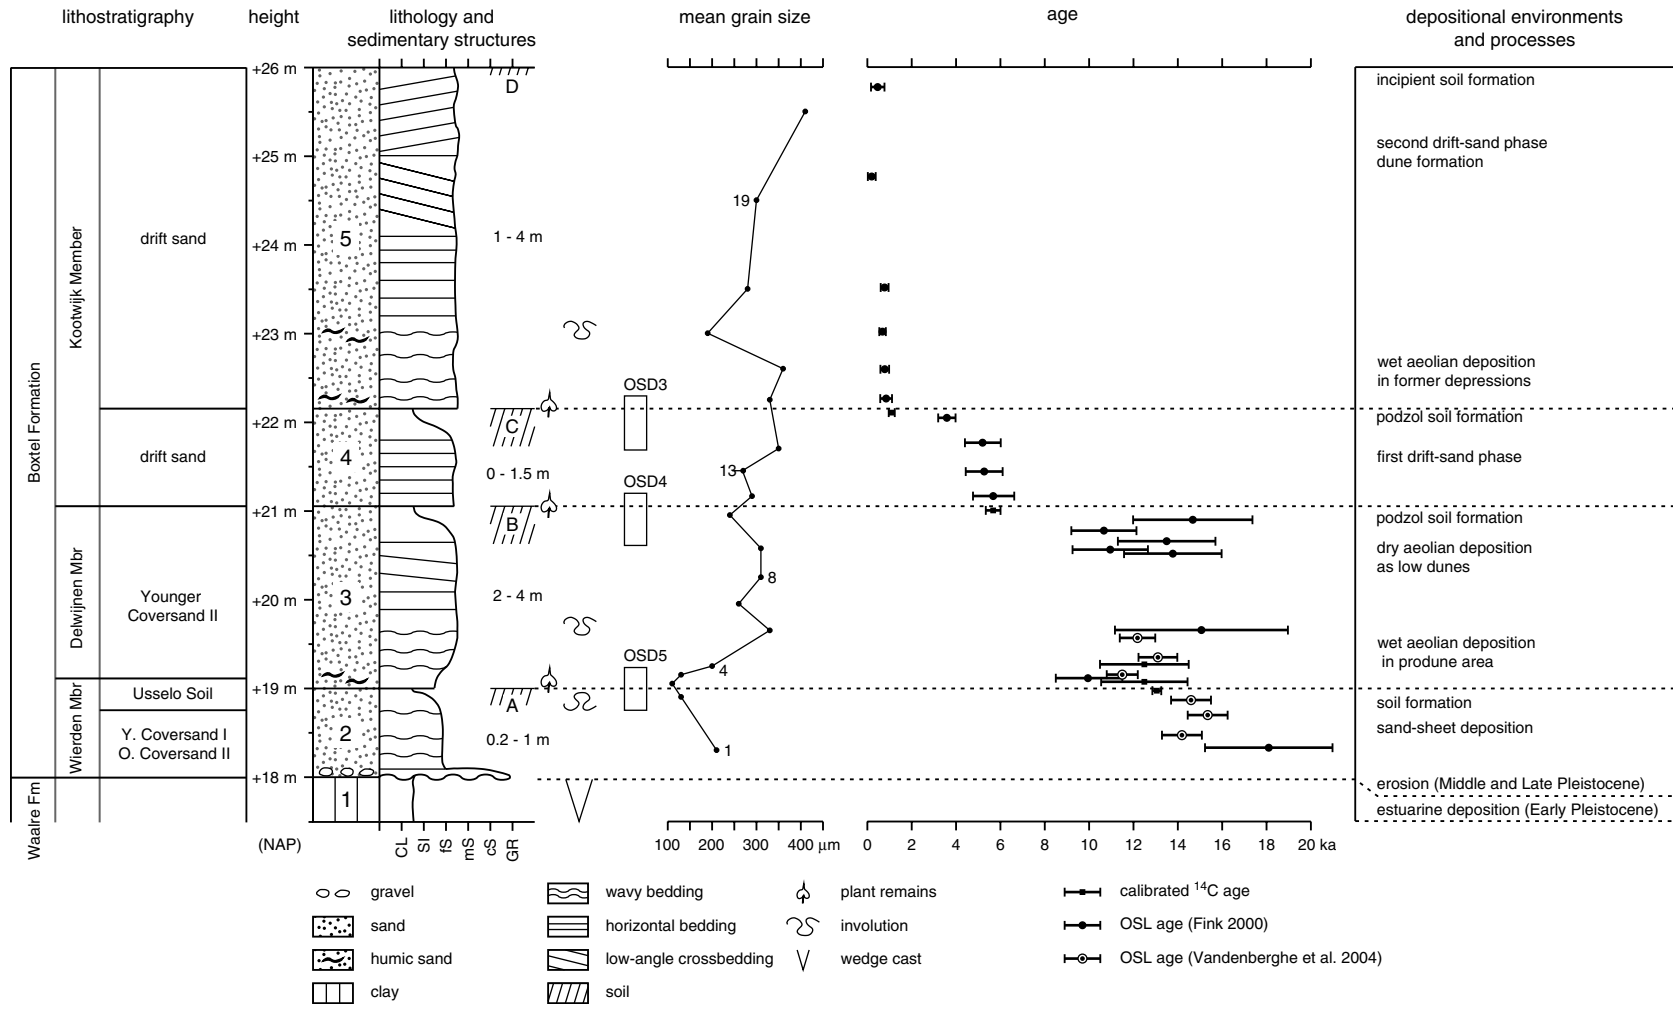 lithostratigraphy
height
lithology and
sedimentary structures
mean grain size
age
depositional environments
and processes
Boxtel Formation
Waalre Fm
Kootwijk Member
Delwijnen Mbr
Wierden Mbr
drift sand
drift sand
Younger
Coversand II
Usselo Soil
Y. Coversand I
O. Coversand II
+26 m
+25 m
+24 m
+23 m
+22 m
+21 m
+20 m
+19 m
+18 m
(NAP)
5
4
3
2
1
CL
SI
fS
mS
cS
GR
D
1 - 4 m
C
0 - 1.5 m
B
2 - 4 m
A
0.2 - 1 m
OSD3
OSD4
OSD5
19
13
8
4
1
100 200 300 400 µm
0 2 4 6 8 10 12 14 16 18 20 ka
incipient soil formation
second drift-sand phase
dune formation
wet aeolian deposition
in former depressions
podzol soil formation
first drift-sand phase
podzol soil formation
dry aeolian deposition
as low dunes
wet aeolian deposition
in produne area
soil formation
sand-sheet deposition
erosion (Middle and Late Pleistocene)
estuarine deposition (Early Pleistocene)
gravel
sand
humic sand
clay
wavy bedding
horizontal bedding
low-angle crossbedding
soil
plant remains
involution
wedge cast
calibrated 14C age
OSL age (Fink 2000)
OSL age (Vandenberghe et al. 2004)